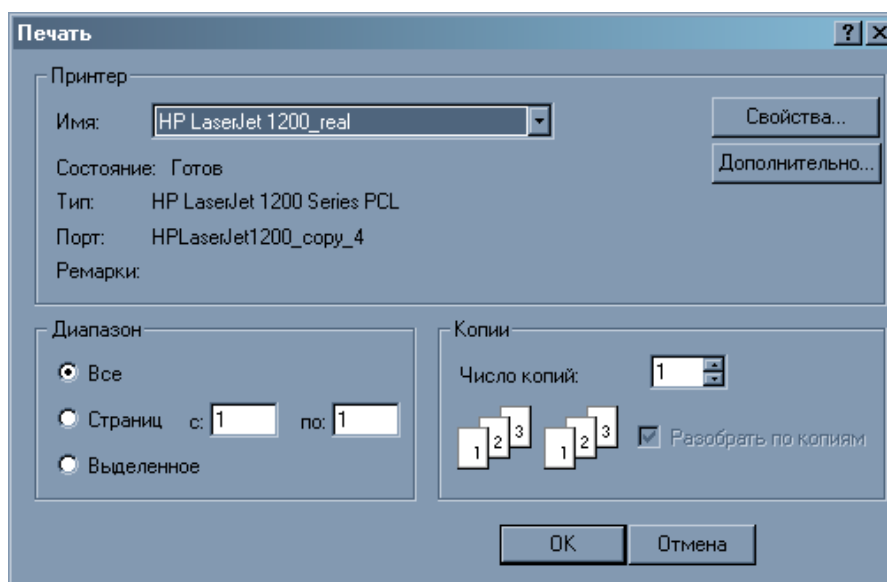 Печать
Принтер
Имя: HP LaserJet 1200_real Свойства...
Состояние: Готов Дополнительно...
Тип: HP LaserJet 1200 Series PCL
Порт: HPLaserJet1200_copy_4
Ремарки:
Диапазон
Все
Страниц с: 1 по: 1
Выделенное
Копии
Число копий: 1
1 2 3 1 2 3 Разобрать по копиям
OK Отмена